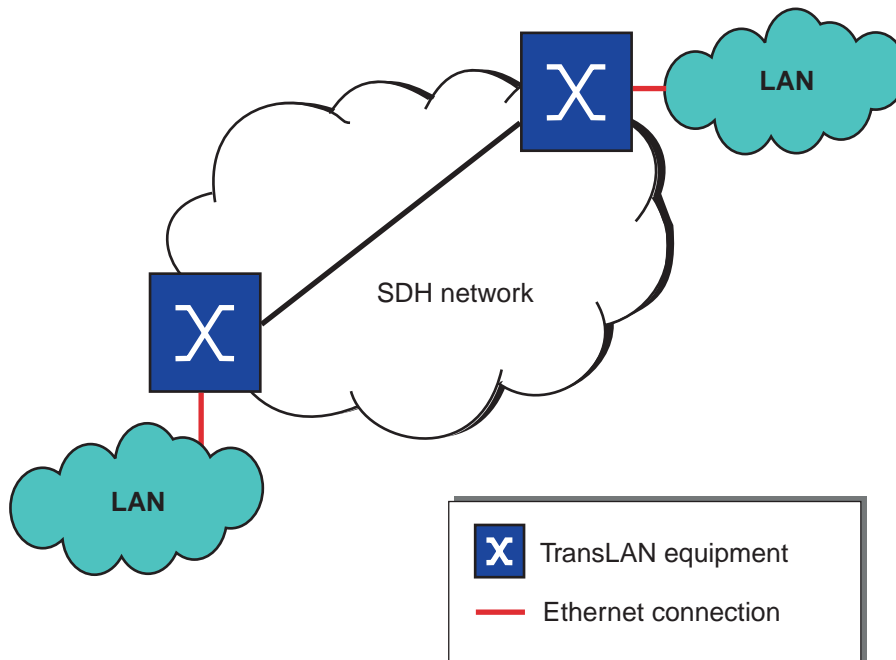 LAN
SDH network
LAN
TransLAN equipment
Ethernet connection